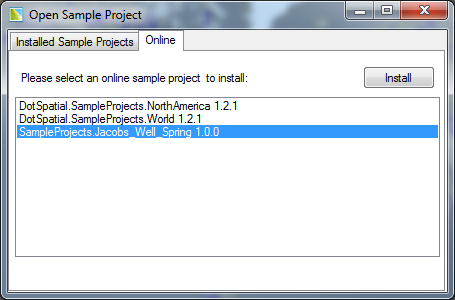 Open Sample Project
Installed Sample Projects Online
Please select an online sample project to install: Install
DotSpatial.SampleProjects.NorthAmerica 1.2.1
DotSpatial.SampleProjects.World 1.2.1
SampleProjects.Jacobs_Well_Spring 1.0.0